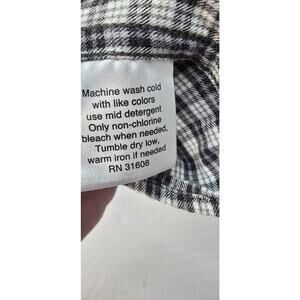 Machine wash cold
with like colors
use mid detergent
Only non-chlorine
bleach when needed.
Tumble dry low,
warm iron if needed
RN 31608